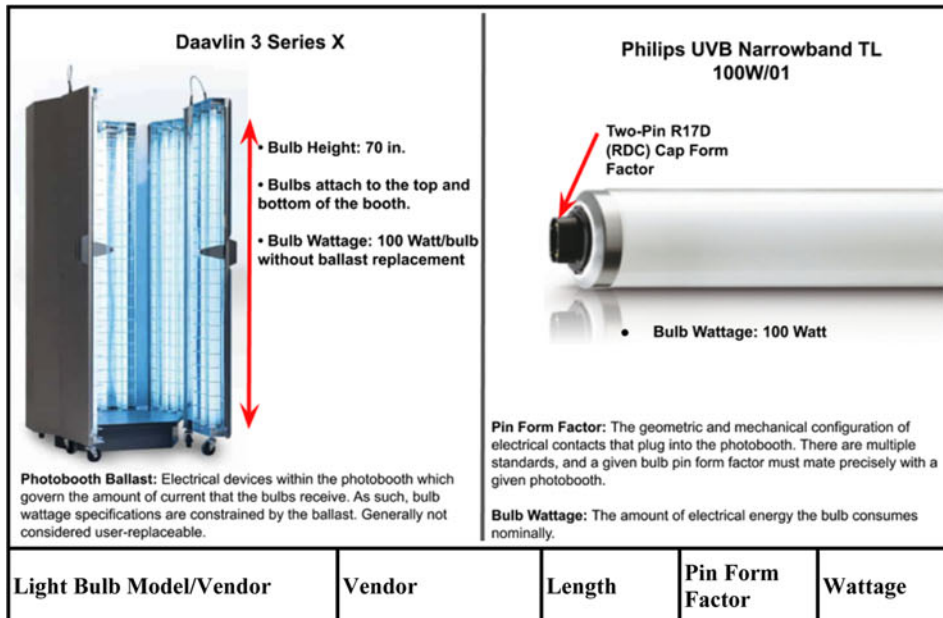 Daavlin 3 Series X
• Bulb Height: 70 in.
• Bulbs attach to the top and
bottom of the booth.
• Bulb Wattage: 100 Watt/bulb
without ballast replacement
Photobooth Ballast: Electrical devices within the photobooth which
govern the amount of current that the bulbs receive. As such, bulb
wattage specifications are constrained by the ballast. Generally not
considered user-replaceable.
Philips UVB Narrowband TL
100W/01
Two-Pin R17D
(RDC) Cap Form
Factor
• Bulb Wattage: 100 Watt
Pin Form Factor: The geometric and mechanical configuration of
electrical contacts that plug into the photobooth. There are multiple
standards, and a given bulb pin form factor must mate precisely with a
given photobooth.
Bulb Wattage: The amount of electrical energy the bulb consumes
nominally.
Light Bulb Model/Vendor
Vendor
Length
Pin Form
Factor
Wattage